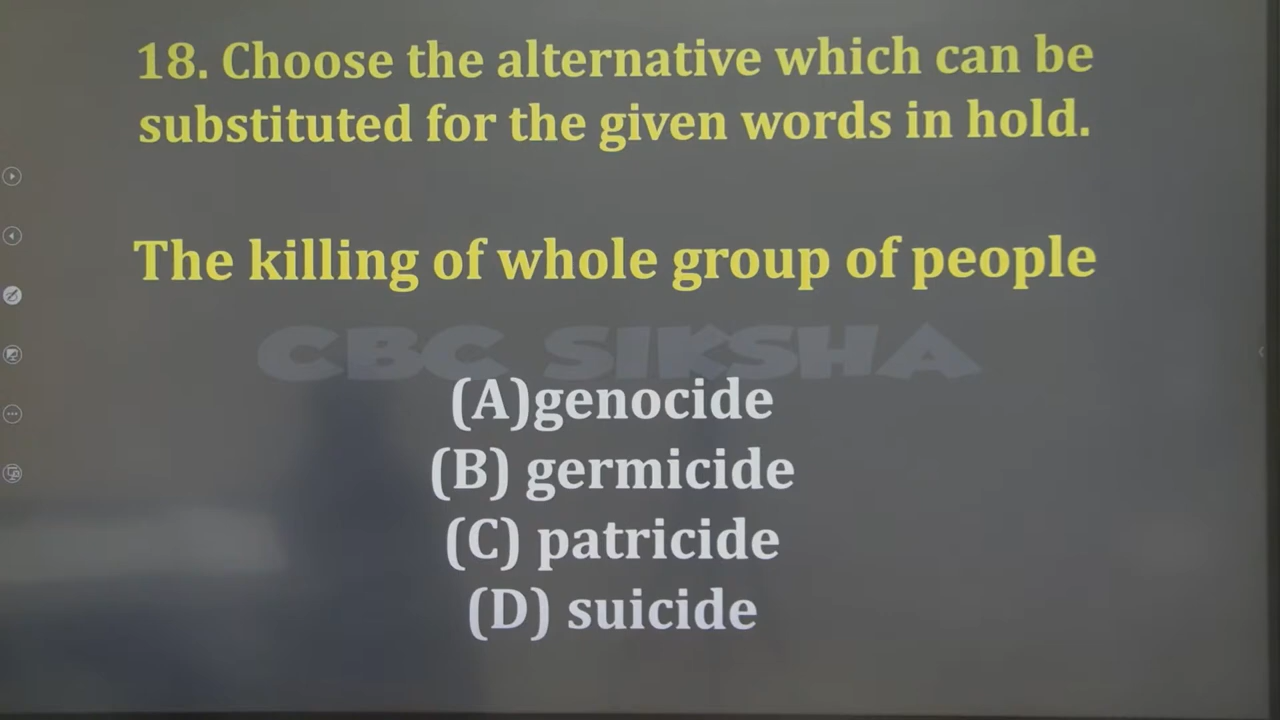 18. Choose the alternative which can be
substituted for the given words in hold.
The killing of whole group of people
CBC SIKSHA
(A)genocide
(B) germicide
(C) patricide
(D) suicide